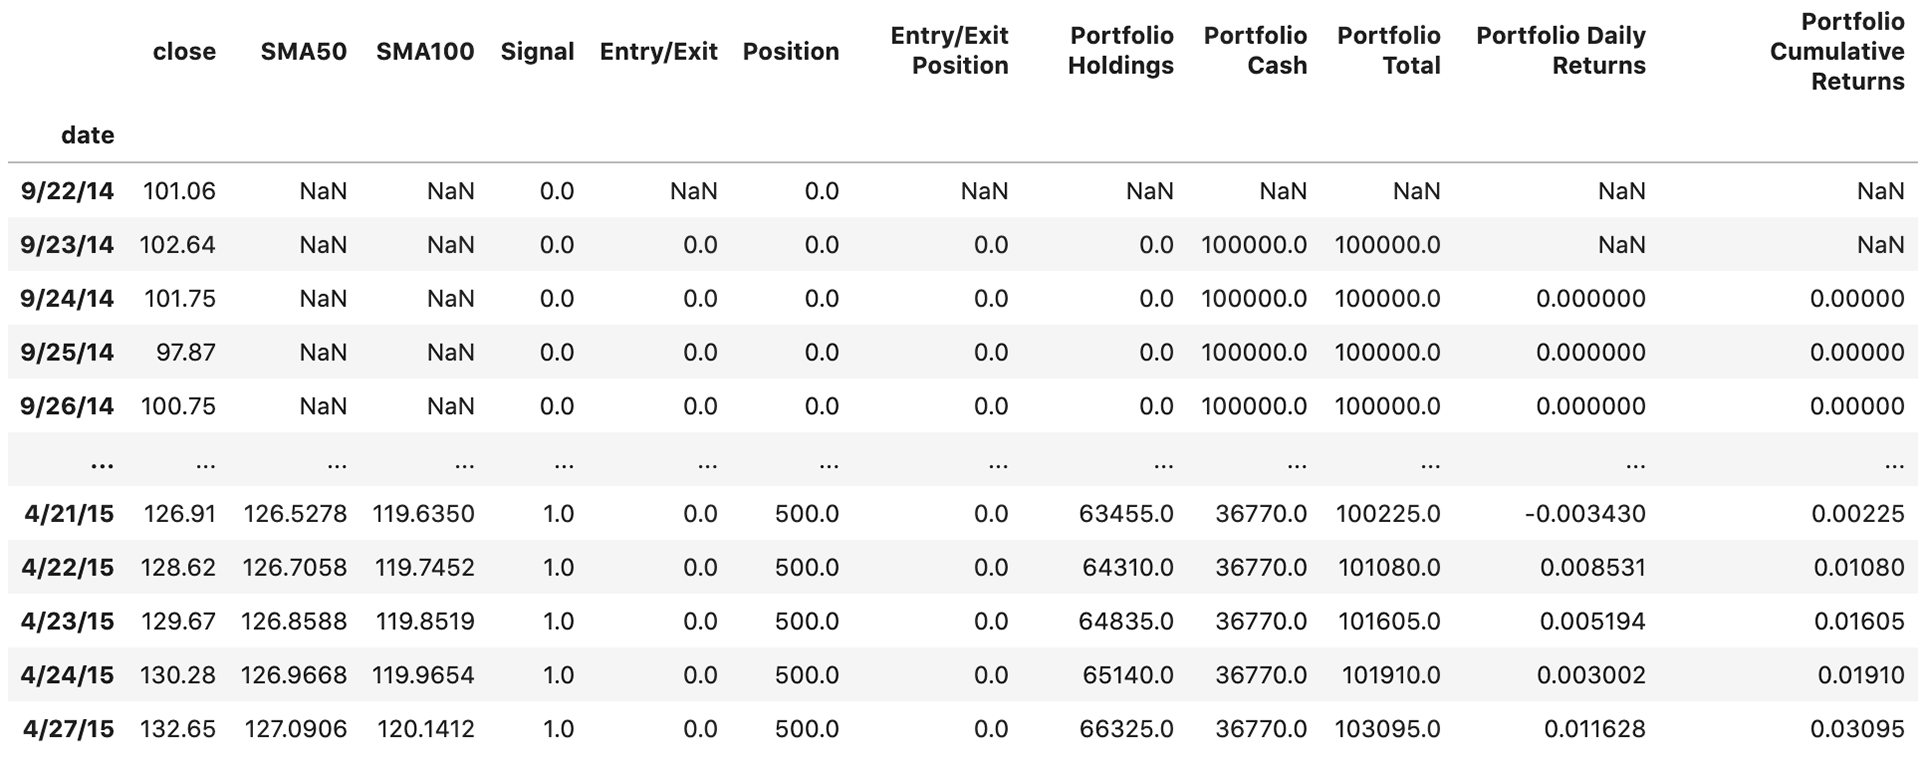 close SMA50 SMA100 Signal Entry/Exit Position Entry/Exit Position Portfolio Holdings Portfolio Cash Portfolio Total Portfolio Daily Returns Portfolio Cumulative Returns
date
9/22/14 101.06 NaN NaN 0.0 NaN 0.0 NaN NaN NaN NaN NaN NaN
9/23/14 102.64 NaN NaN 0.0 0.0 0.0 0.0 0.0 100000.0 100000.0 NaN NaN
9/24/14 101.75 NaN NaN 0.0 0.0 0.0 0.0 0.0 100000.0 100000.0 0.000000 0.00000
9/25/14 97.87 NaN NaN 0.0 0.0 0.0 0.0 0.0 100000.0 100000.0 0.000000 0.00000
9/26/14 100.75 NaN NaN 0.0 0.0 0.0 0.0 0.0 100000.0 100000.0 0.000000 0.00000
... ... ... ... ... ... ... ... ... ... ... ... ...
4/21/15 126.91 126.5278 119.6350 1.0 0.0 500.0 0.0 63455.0 36770.0 100225.0 -0.003430 0.00225
4/22/15 128.62 126.7058 119.7452 1.0 0.0 500.0 0.0 64310.0 36770.0 101080.0 0.008531 0.01080
4/23/15 129.67 126.8588 119.8519 1.0 0.0 500.0 0.0 64835.0 36770.0 101605.0 0.005194 0.01605
4/24/15 130.28 126.9668 119.9654 1.0 0.0 500.0 0.0 65140.0 36770.0 101910.0 0.003002 0.01910
4/27/15 132.65 127.0906 120.1412 1.0 0.0 500.0 0.0 66325.0 36770.0 103095.0 0.011628 0.03095